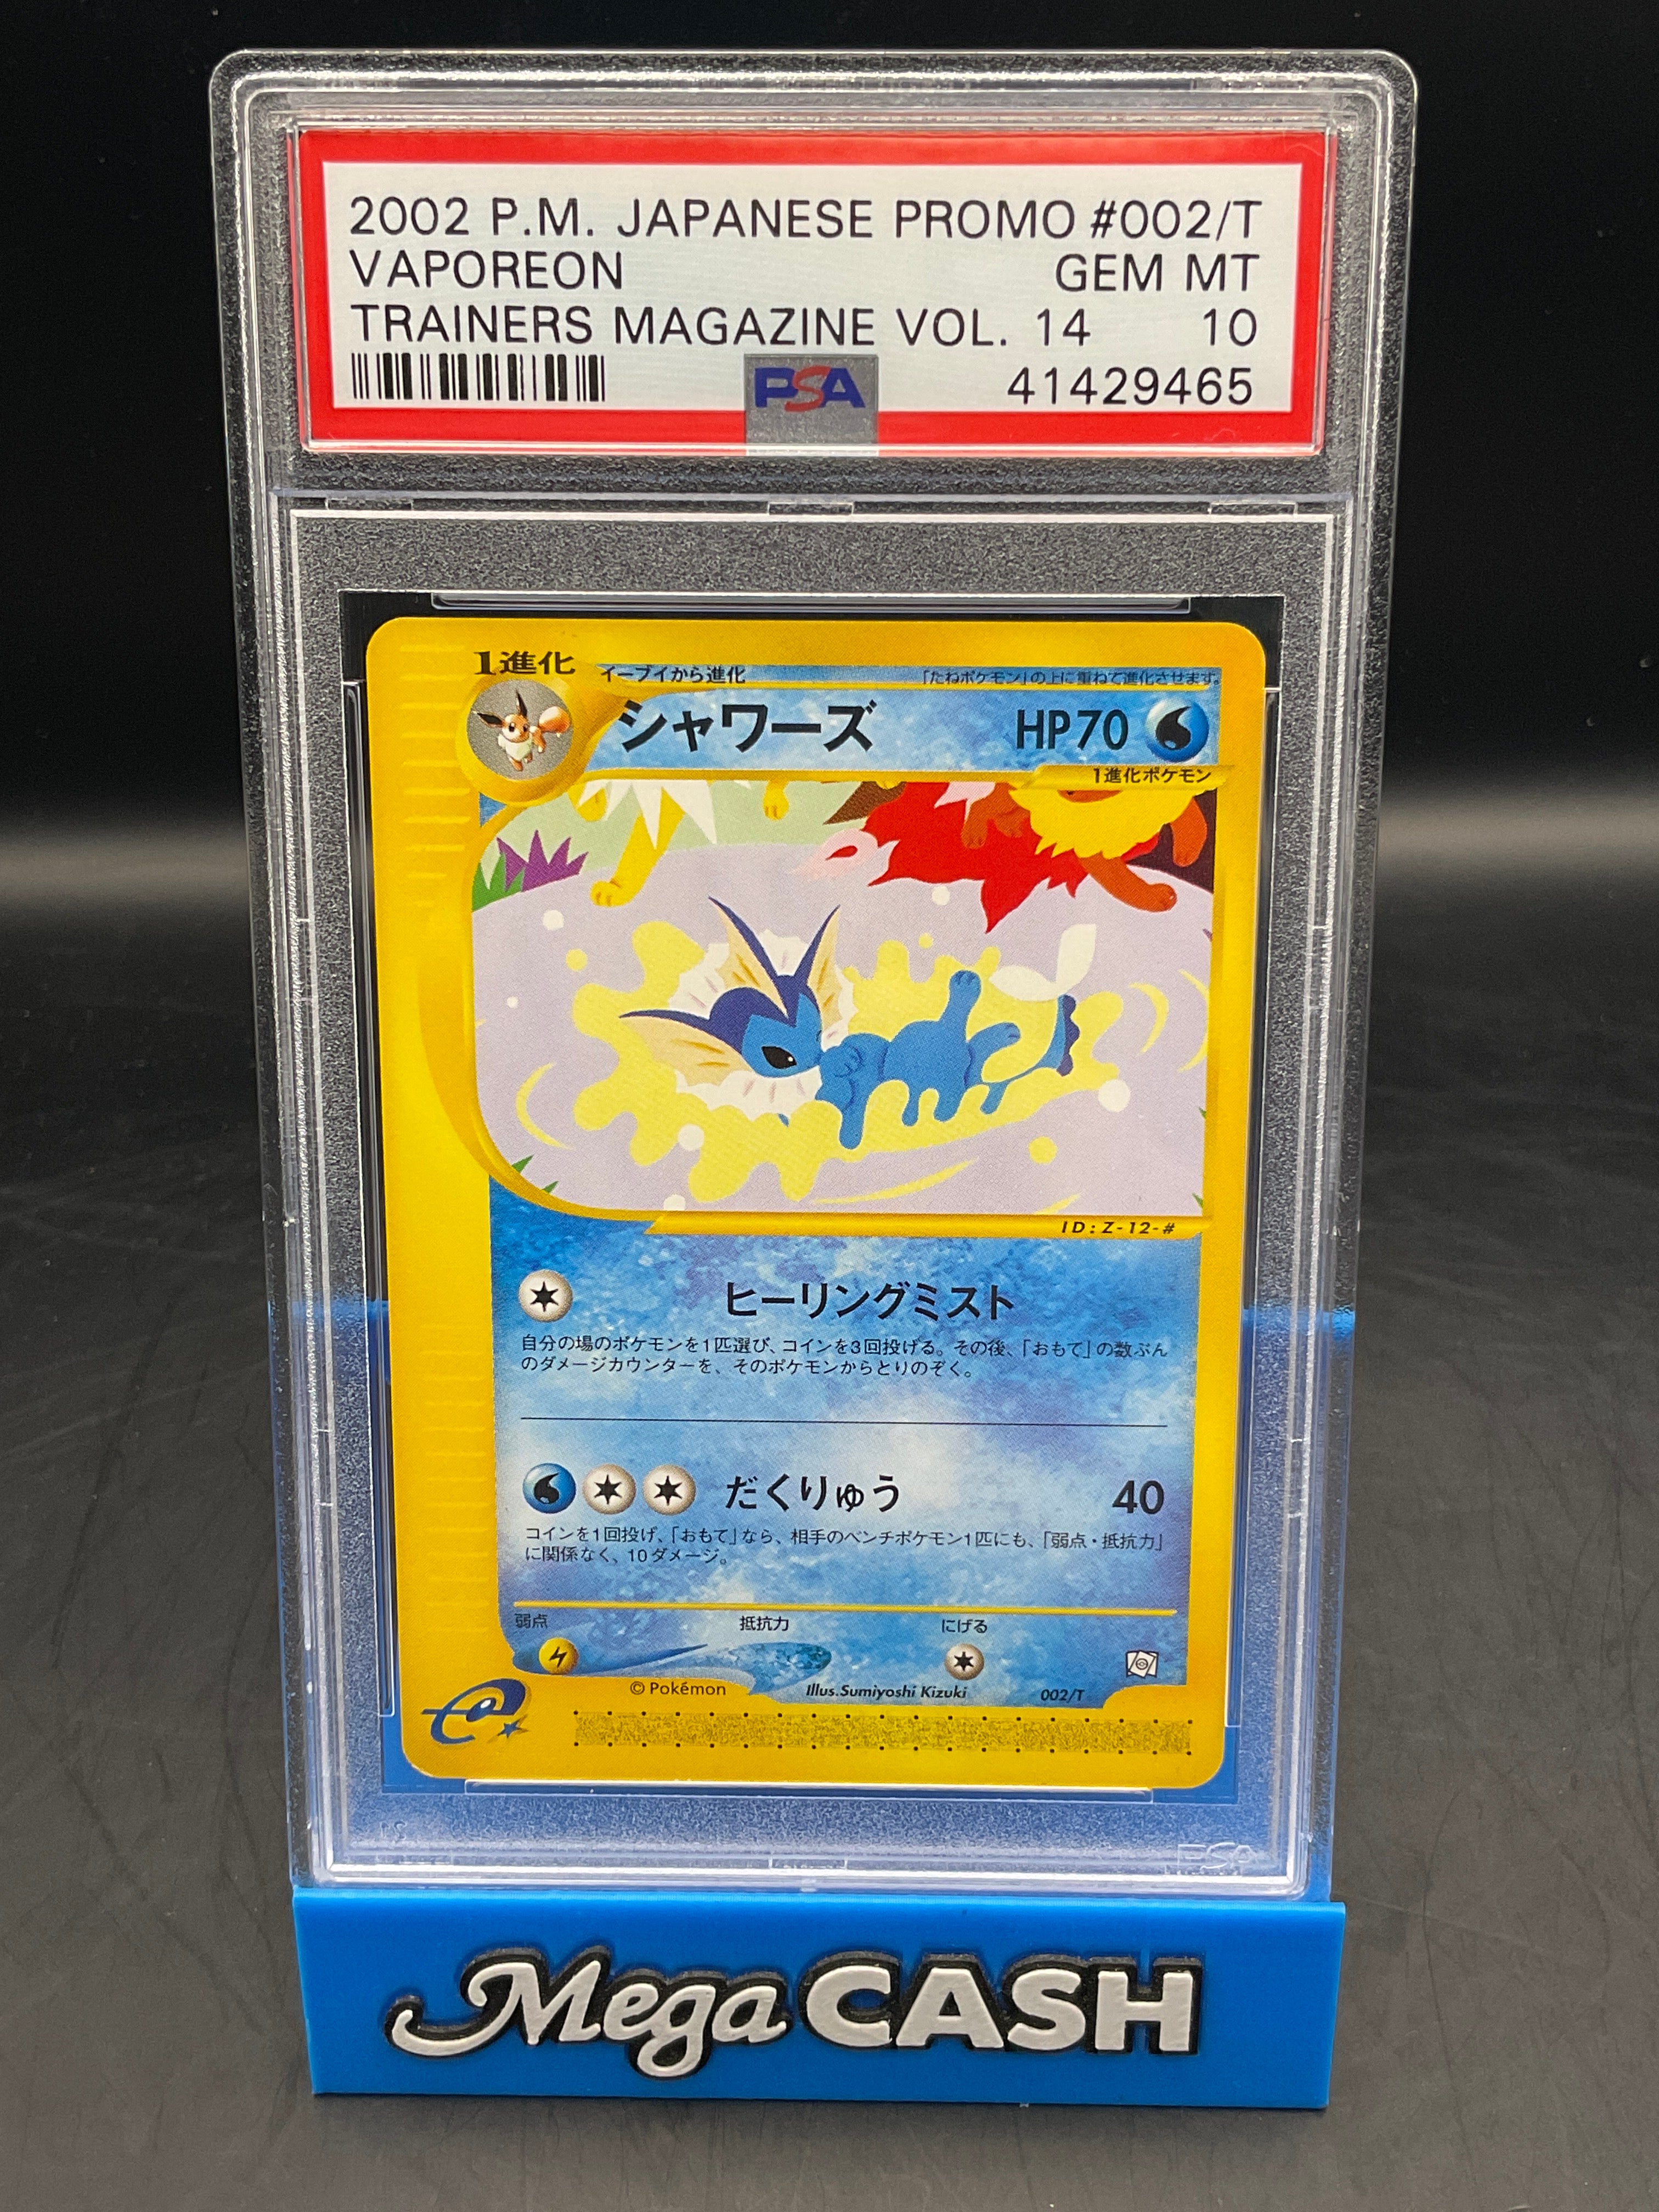 2002 P.M. JAPANESE PROMO #002/T
VAPOREON GEM MT
TRAINERS MAGAZINE VOL. 14 10
PSA 41429465
1進化 イーブイから進化 「たねポケモン」の上に重ねて進化させます。
シャワーズ HP70
1進化ポケモン
ID:Z-12-#
ヒーリングミスト
自分の場のポケモンを1匹選び、コインを3回投げる。その後、「おもて」の数ぶん
のダメージカウンターを、そのポケモンからとりのぞく。
だくりゅう 40
コインを1回投げ、「おもて」なら、相手のベンチポケモン1匹にも、「弱点・抵抗力」
に関係なく、10ダメージ。
弱点 抵抗力 にげる
© Pokémon Illus.Sumiyoshi Kizuki 002/T
e
PSA
Mega CASH